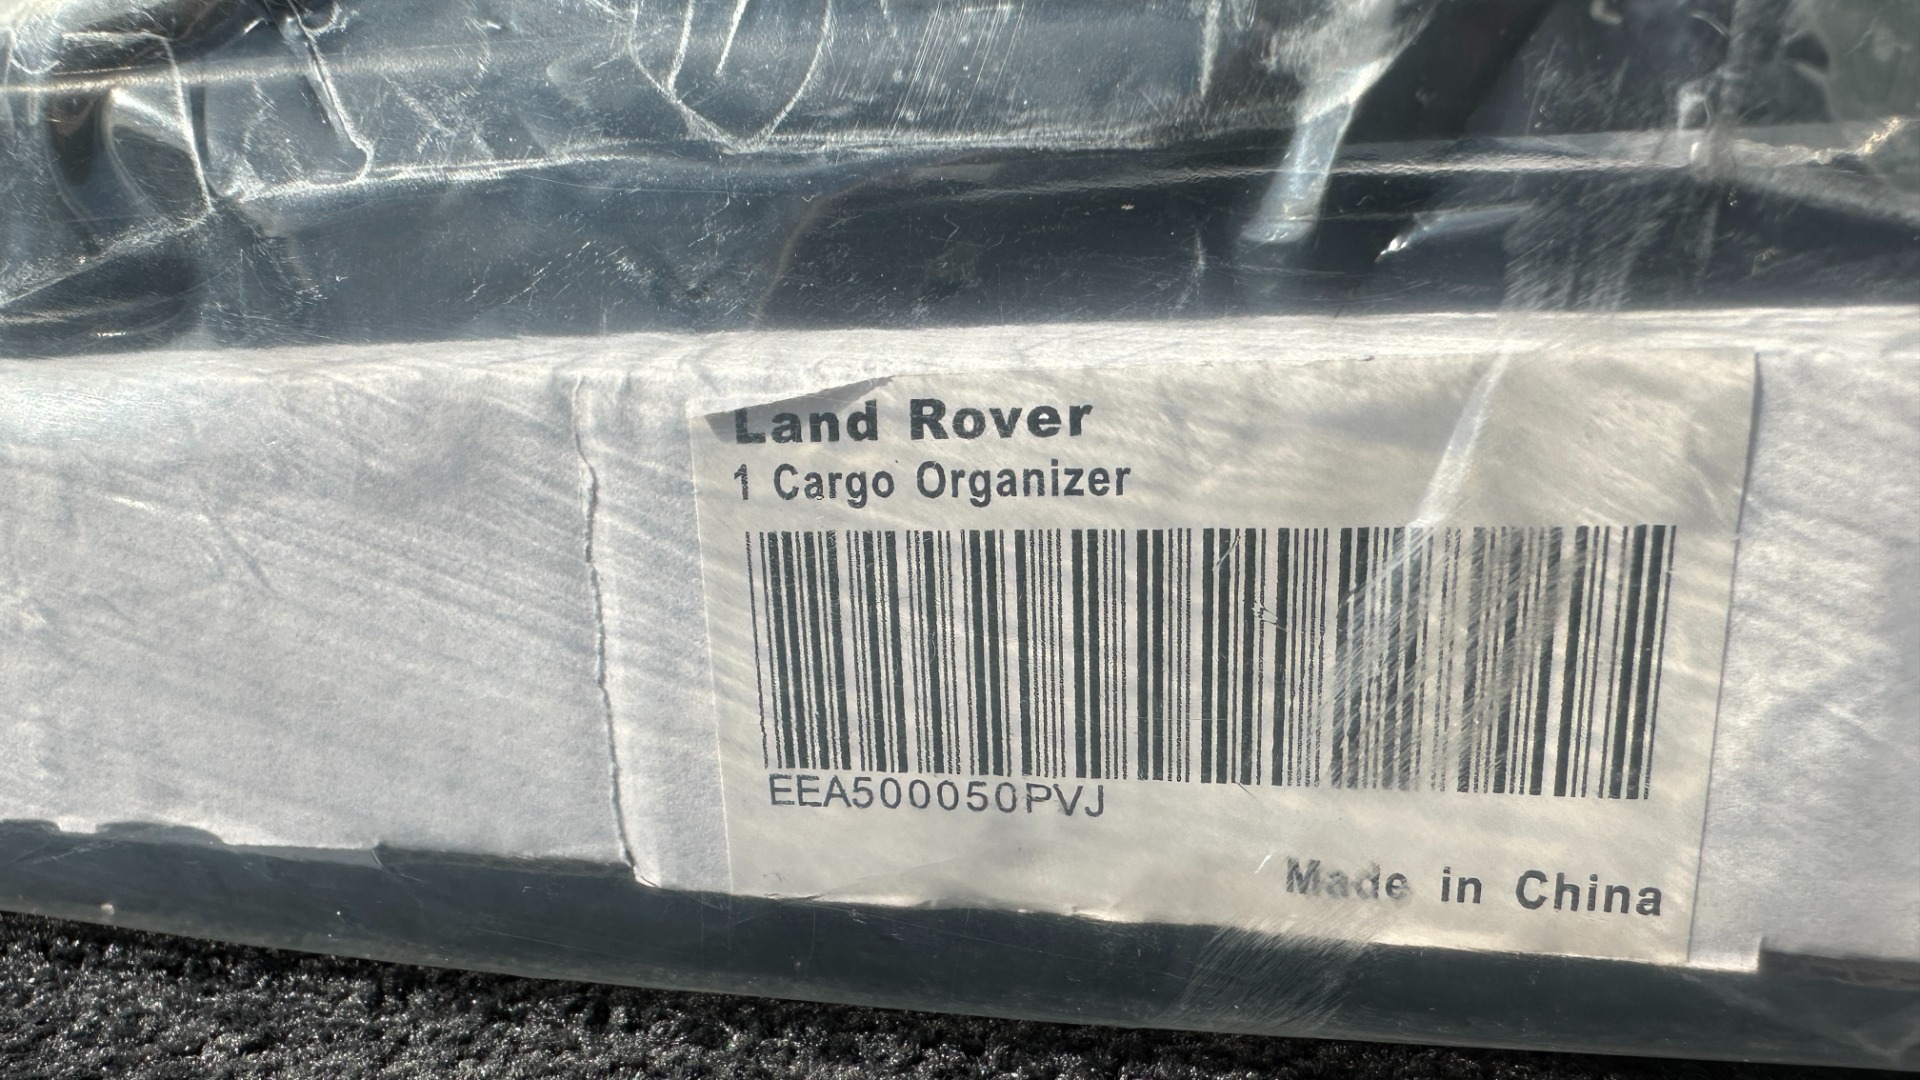 Land Rover
1 Cargo Organizer
EEA500050PVJ
Made in China